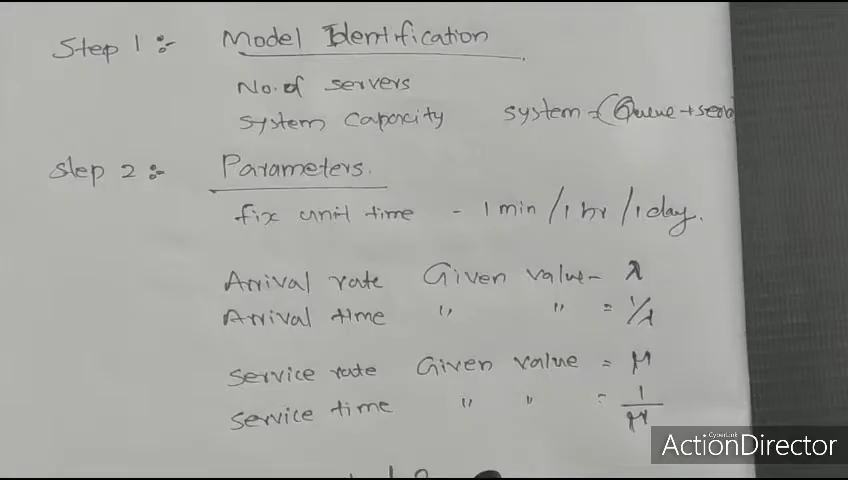 Step 1 :- Model Identification
No. of servers
System Capacity system - (Queue + serv
Step 2 :- Parameters.
fix unit time - 1 min / 1 hr / 1 day.
Arrival rate Given value - λ
Arrival time " " = 1/λ
Service rate Given value = μ
Service time " " = 1/μ
CyberLink
ActionDirector